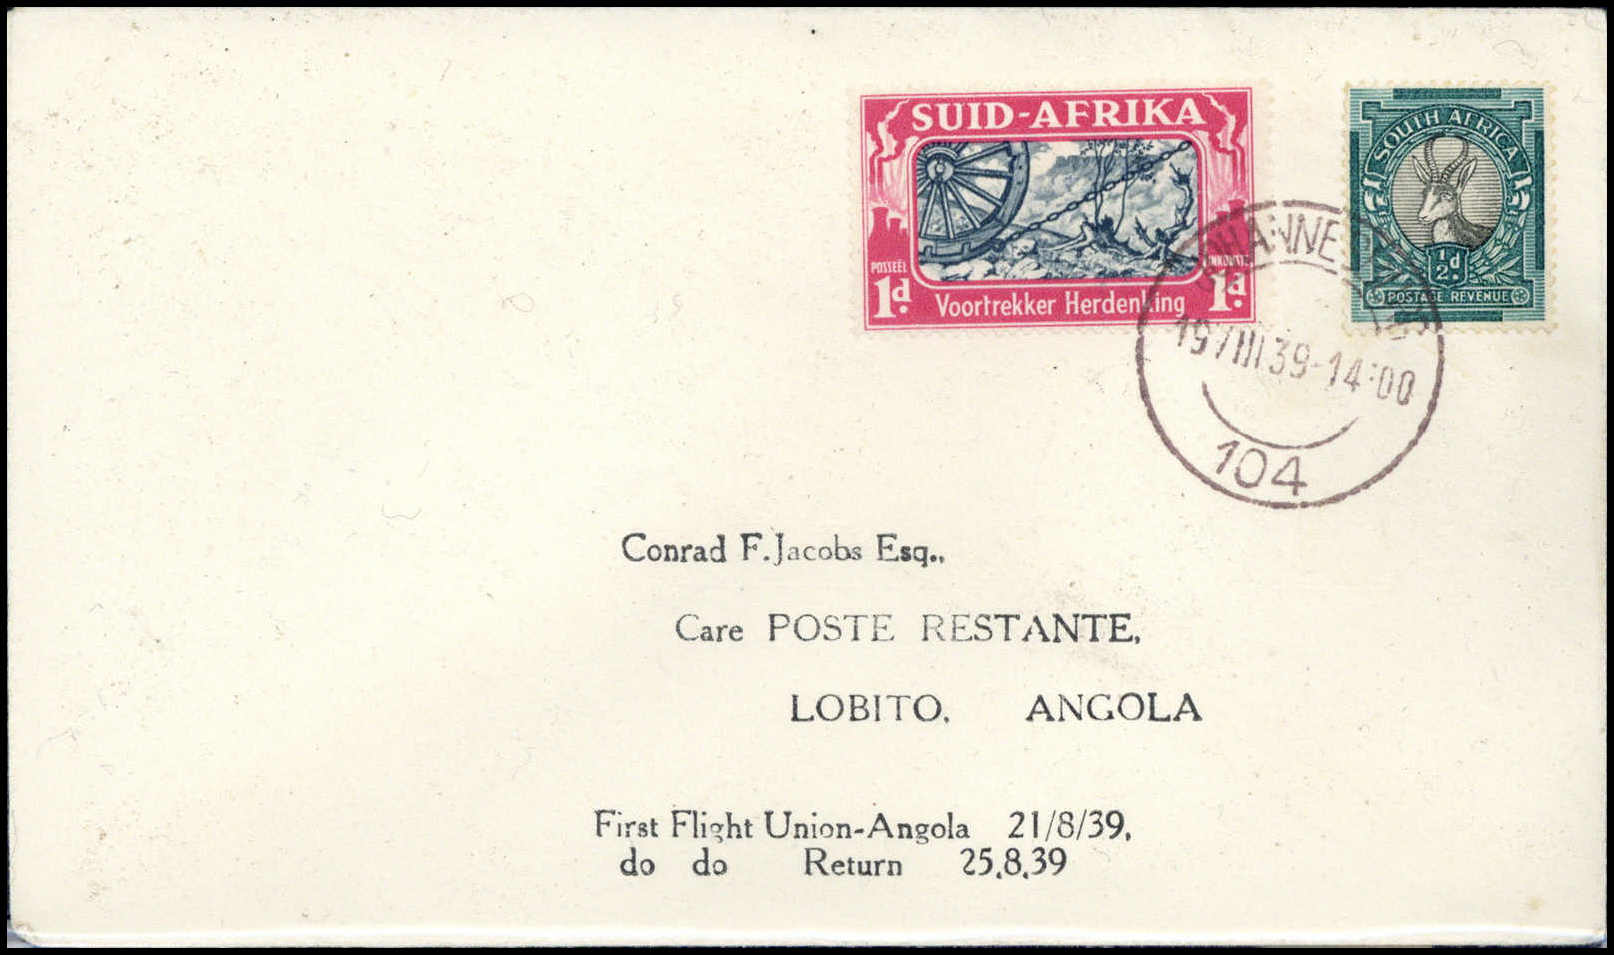 SUID-AFRIKA
POSSEËL INKOMSTE
1d. 1d.
Voortrekker Herdenking
SOUTH AFRICA
½d.
POSTAGE REVENUE
JOHANNESBURG
19 VIII 39-14:00
104
Conrad F. Jacobs Esq.,
Care POSTE RESTANTE,
LOBITO, ANGOLA
First Flight Union-Angola 21/8/39,
do do Return 25.8.39